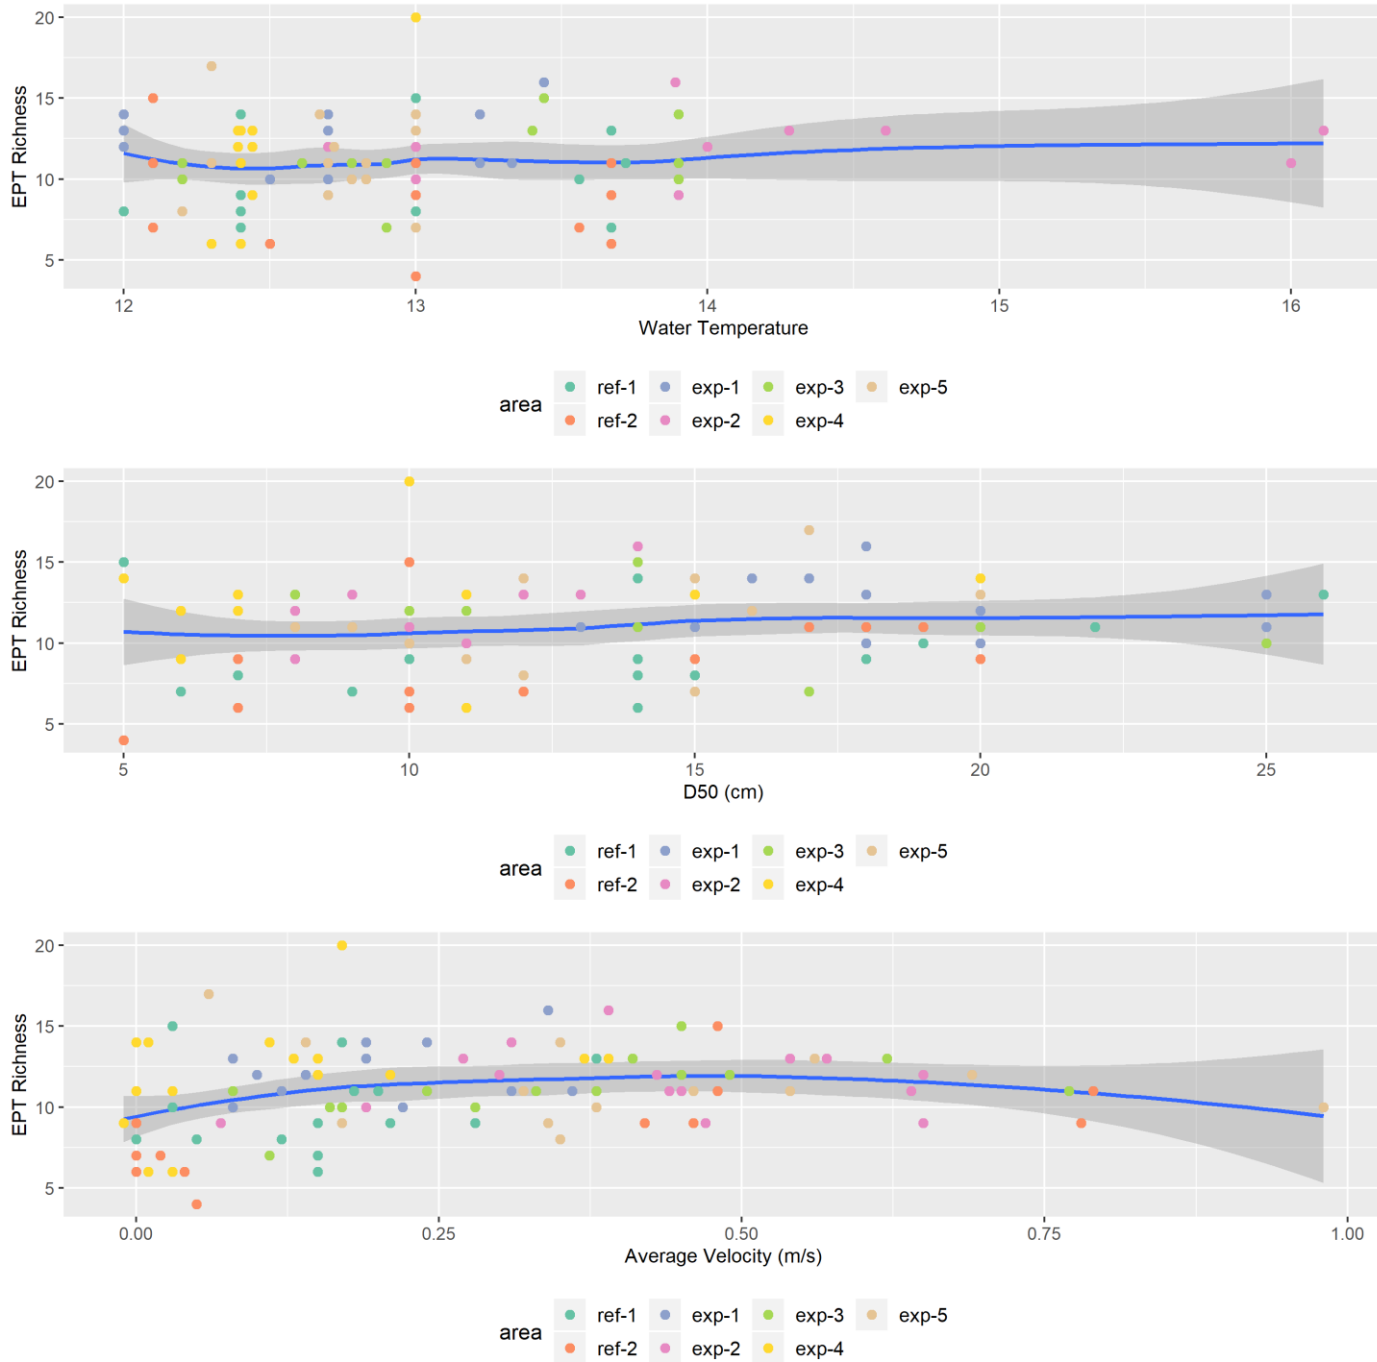 EPT Richness
20
15
10
5
12 13 14 15 16
Water Temperature
area
ref-1 exp-1 exp-3 exp-5
ref-2 exp-2 exp-4
EPT Richness
20
15
10
5
5 10 15 20 25
D50 (cm)
area
ref-1 exp-1 exp-3 exp-5
ref-2 exp-2 exp-4
EPT Richness
20
15
10
5
0.00 0.25 0.50 0.75 1.00
Average Velocity (m/s)
area
ref-1 exp-1 exp-3 exp-5
ref-2 exp-2 exp-4